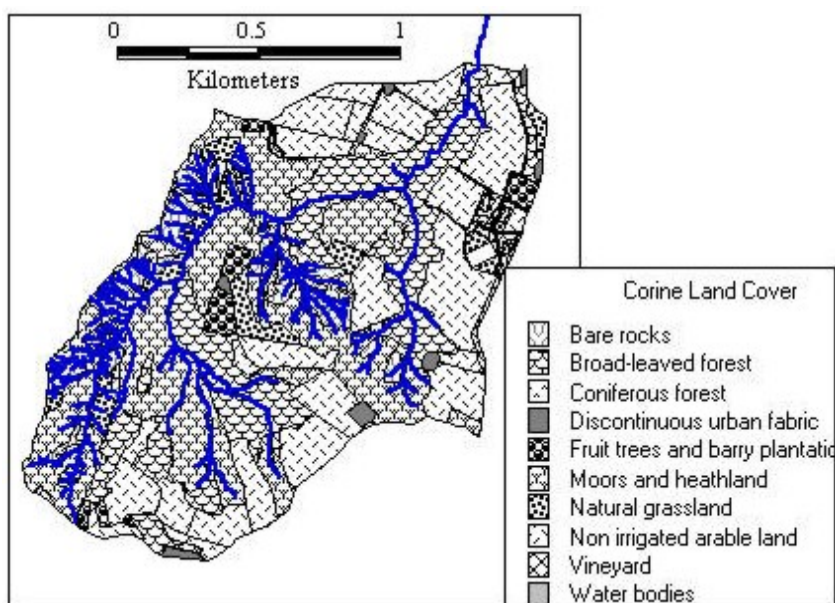 0 0.5 1
Kilometers
Corine Land Cover
Bare rocks
Broad-leaved forest
Coniferous forest
Discontinuous urban fabric
Fruit trees and barry plantatic
Moors and heathland
Natural grassland
Non irrigated arable land
Vineyard
Water bodies